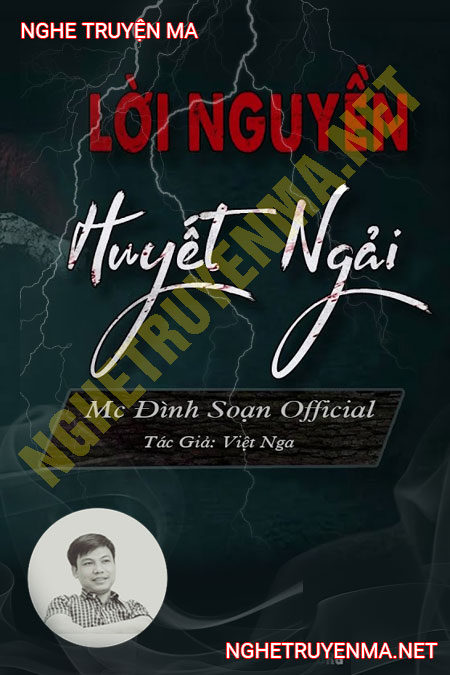 NGHE TRUYỆN MA
LỜI NGUYỀN
Huyết Ngải
NGHETRUYENMA.NET
Mc Đình Soạn Official
Tác Giả: Việt Nga
NGHETRUYENMA.NET